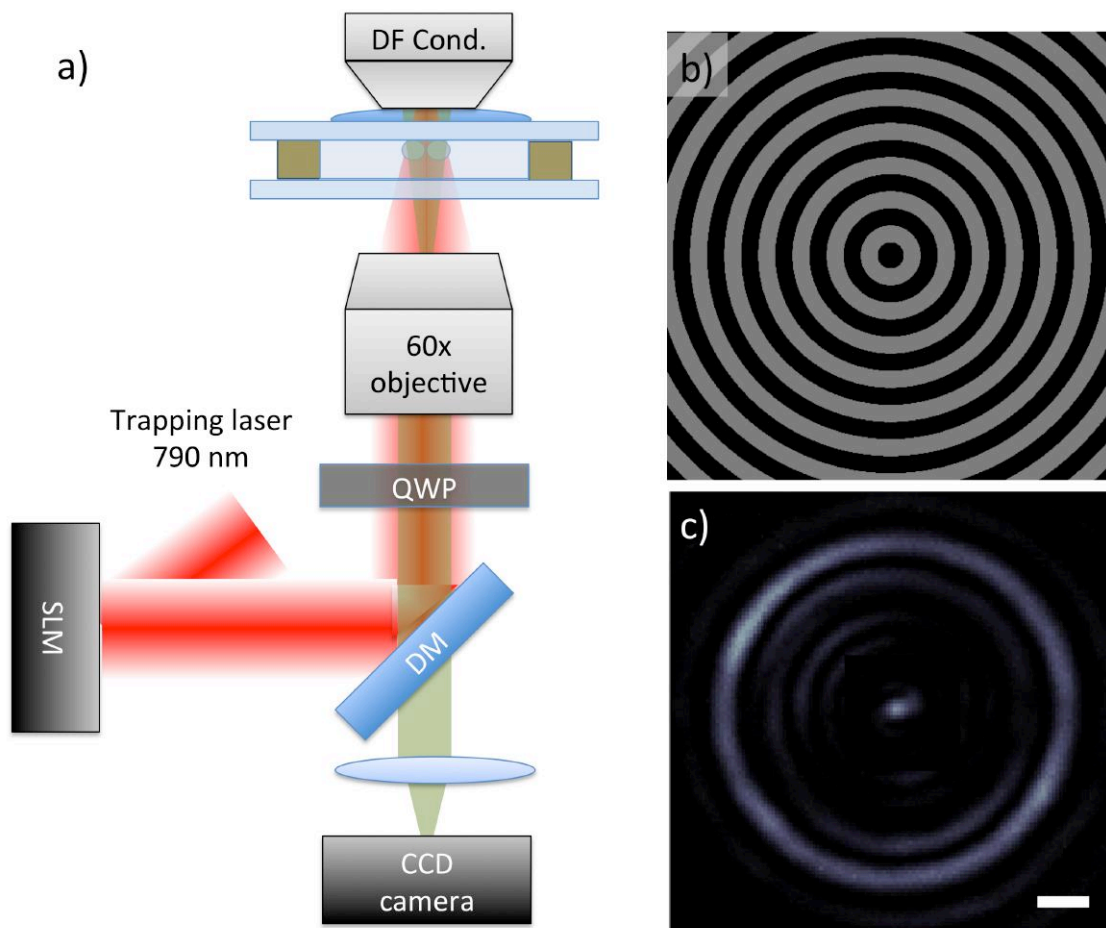 a)
DF Cond.
60x
objective
Trapping laser
790 nm
QWP
SLM
DM
CCD
camera
b)
c)